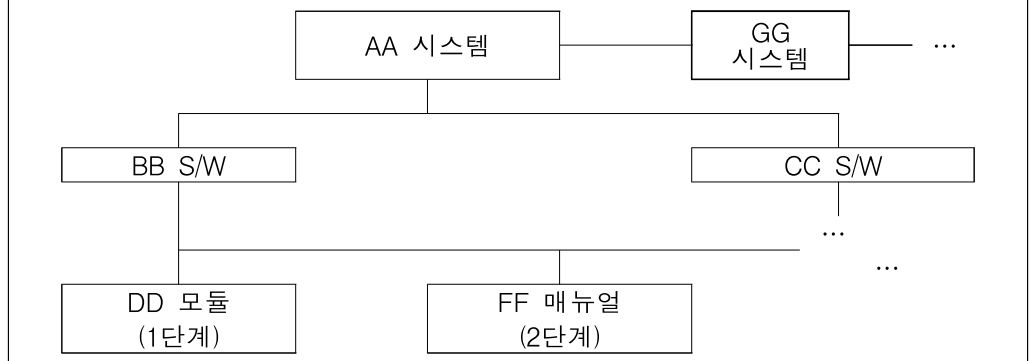 AA 시스템
GG
시스템
…
BB S/W
CC S/W
…
…
DD 모듈
(1단계)
FF 매뉴얼
(2단계)